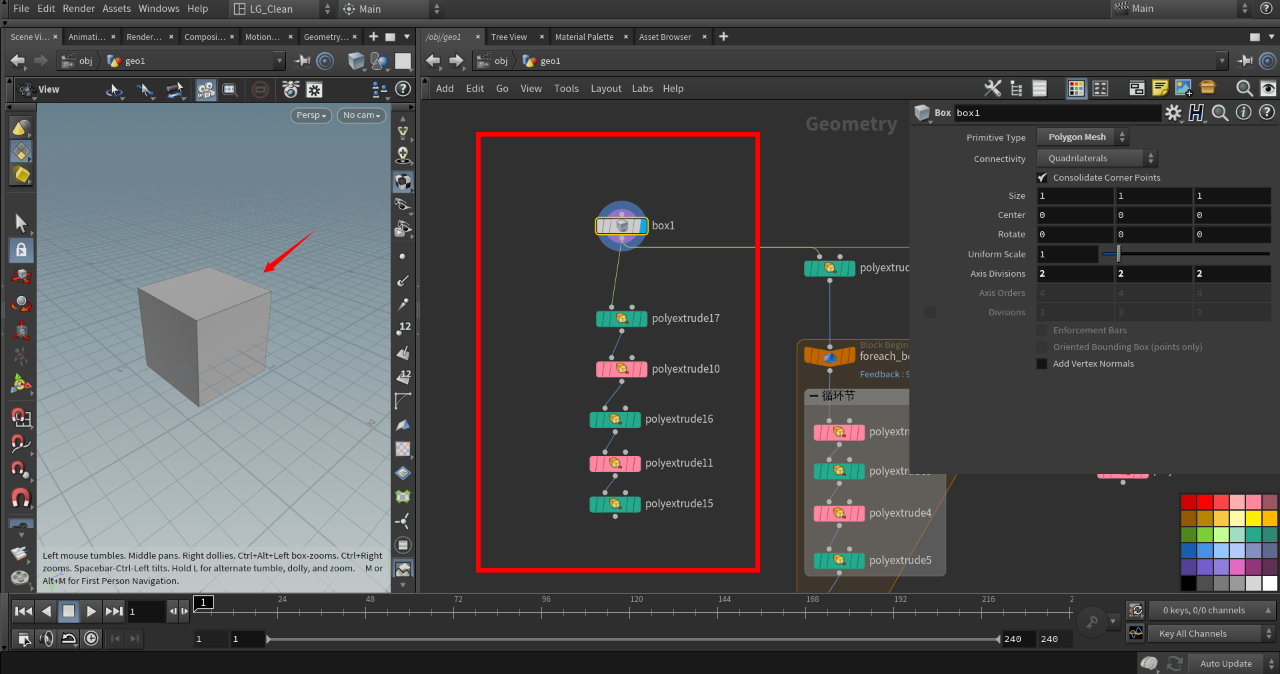 File Edit Render Assets Windows Help LG_Clean Main Main
Scene Vi... Animati... Render... Composi... Motion... Geometry... /obj/geo1 Tree View Material Palette Asset Browser
obj geo1 obj geo1
View Add Edit Go View Tools Layout Labs Help
Persp No cam
Geometry
Box box1
Primitive Type Polygon Mesh
Connectivity Quadrilaterals
Consolidate Corner Points
Size 1 1 1
Center 0 0 0
Rotate 0 0 0
Uniform Scale 1
Axis Divisions 2 2 2
Axis Orders 4 4 4
Divisions 3 3 3
Enforcement Bars
Oriented Bounding Box (points only)
Add Vertex Normals
box1
polyextrude17
polyextrude10
polyextrude16
polyextrude11
polyextrude15
polyextrud
Block Begin
foreach_be
Feedback : S
循环节
polyextru
polyextrude4
polyextrude5
12
12
Left mouse tumbles. Middle pans. Right dollies. Ctrl+Alt+Left box-zooms. Ctrl+Right
zooms. Spacebar-Ctrl-Left tilts. Hold L for alternate tumble, dolly, and zoom. M or
Alt+M for First Person Navigation.
1 1 24 48 72 96 120 144 168 192 216 2
0 keys, 0/0 channels
1 1 240 240 Key All Channels
Auto Update